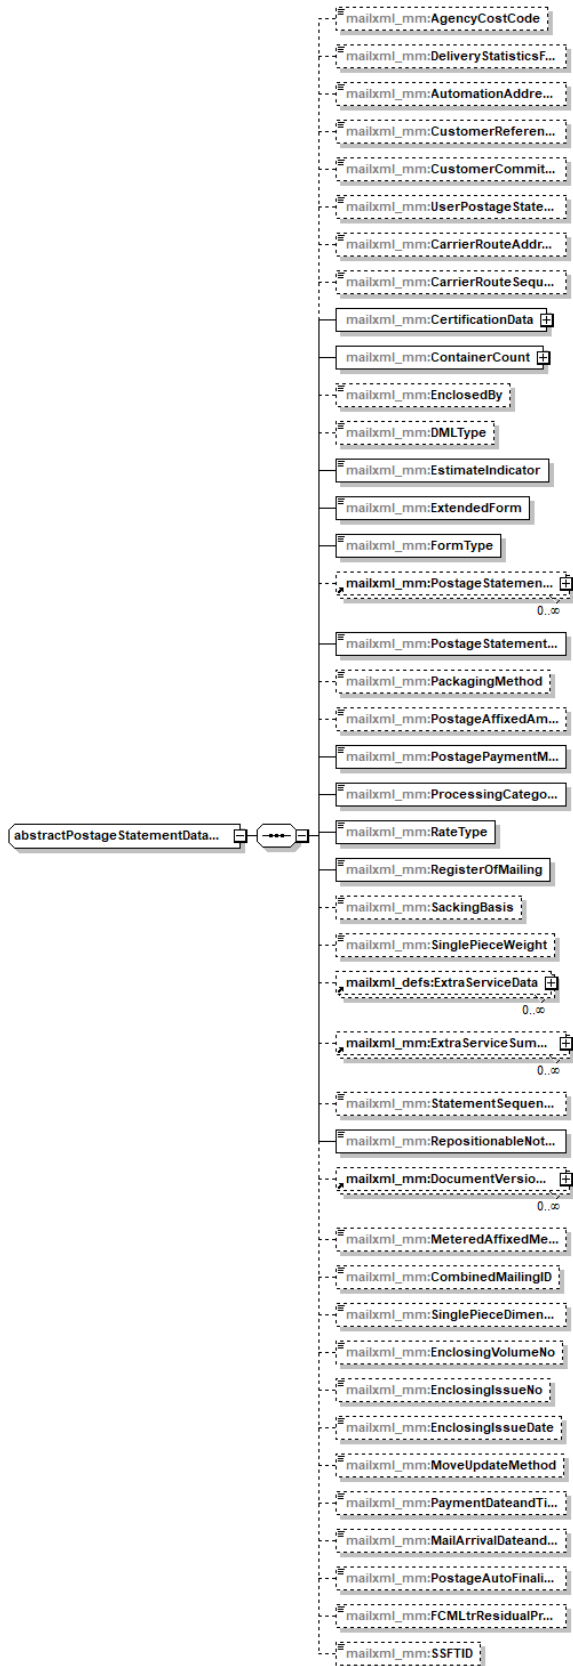 mailxml_mm:AgencyCostCode
mailxml_mm:DeliveryStatisticsF...
mailxml_mm:AutomationAddre...
mailxml_mm:CustomerReferen...
mailxml_mm:CustomerCommit...
mailxml_mm:UserPostageState...
mailxml_mm:CarrierRouteAddr...
mailxml_mm:CarrierRouteSequ...
mailxml_mm:CertificationData
mailxml_mm:ContainerCount
mailxml_mm:EnclosedBy
mailxml_mm:DMLType
mailxml_mm:EstimateIndicator
mailxml_mm:ExtendedForm
mailxml_mm:FormType
mailxml_mm:PostageStatemen...
0..∞
mailxml_mm:PostageStatement...
mailxml_mm:PackagingMethod
mailxml_mm:PostageAffixedAm...
mailxml_mm:PostagePaymentM...
mailxml_mm:ProcessingCatego...
abstractPostageStatementData...
mailxml_mm:RateType
mailxml_mm:RegisterOfMailing
mailxml_mm:SackingBasis
mailxml_mm:SinglePieceWeight
mailxml_defs:ExtraServiceData
0..∞
mailxml_mm:ExtraServiceSum...
0..∞
mailxml_mm:StatementSequen...
mailxml_mm:RepositionableNot...
mailxml_mm:DocumentVersio...
0..∞
mailxml_mm:MeteredAffixedMe...
mailxml_mm:CombinedMailingID
mailxml_mm:SinglePieceDimen...
mailxml_mm:EnclosingVolumeNo
mailxml_mm:EnclosingIssueNo
mailxml_mm:EnclosingIssueDate
mailxml_mm:MoveUpdateMethod
mailxml_mm:PaymentDateandTi...
mailxml_mm:MailArrivalDateand...
mailxml_mm:PostageAutoFinali...
mailxml_mm:FCMLtrResidualPr...
mailxml_mm:SSFTID